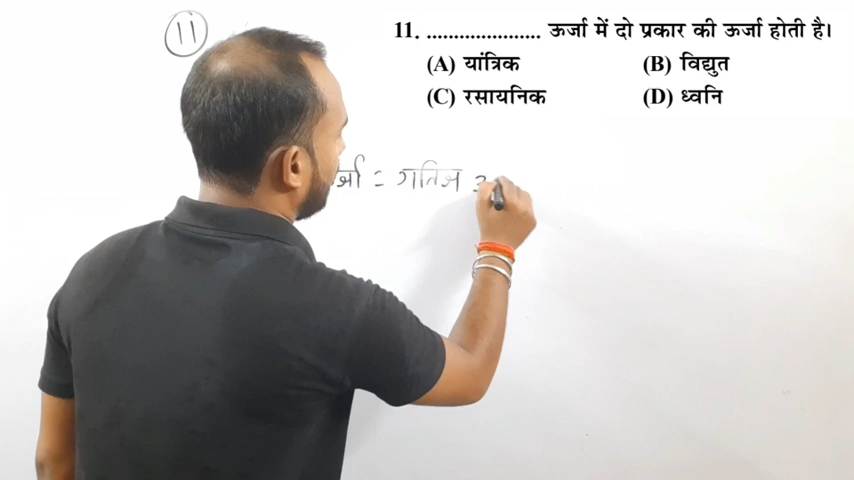 11. ..................... ऊर्जा में दो प्रकार की ऊर्जा होती है।
(A) यांत्रिक (B) विद्युत
(C) रसायनिक (D) ध्वनि
11
= गतिज